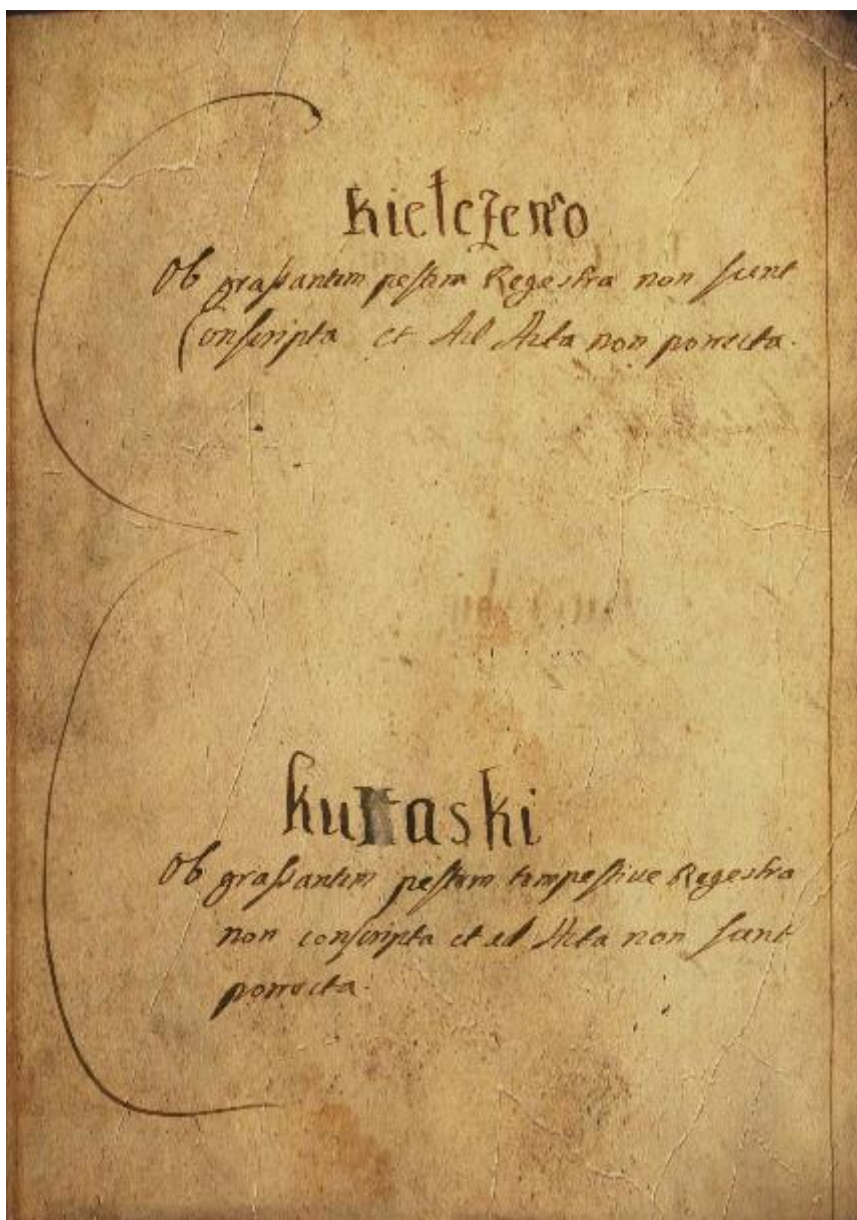 Kiełczewo
Ob grassantem pestem Regestra non sunt
Conscripta et Ad Acta non porrecta.
Ob grassantem pestem tempestive Regestra
non conscripta et ad Acta non sunt
porrecta.